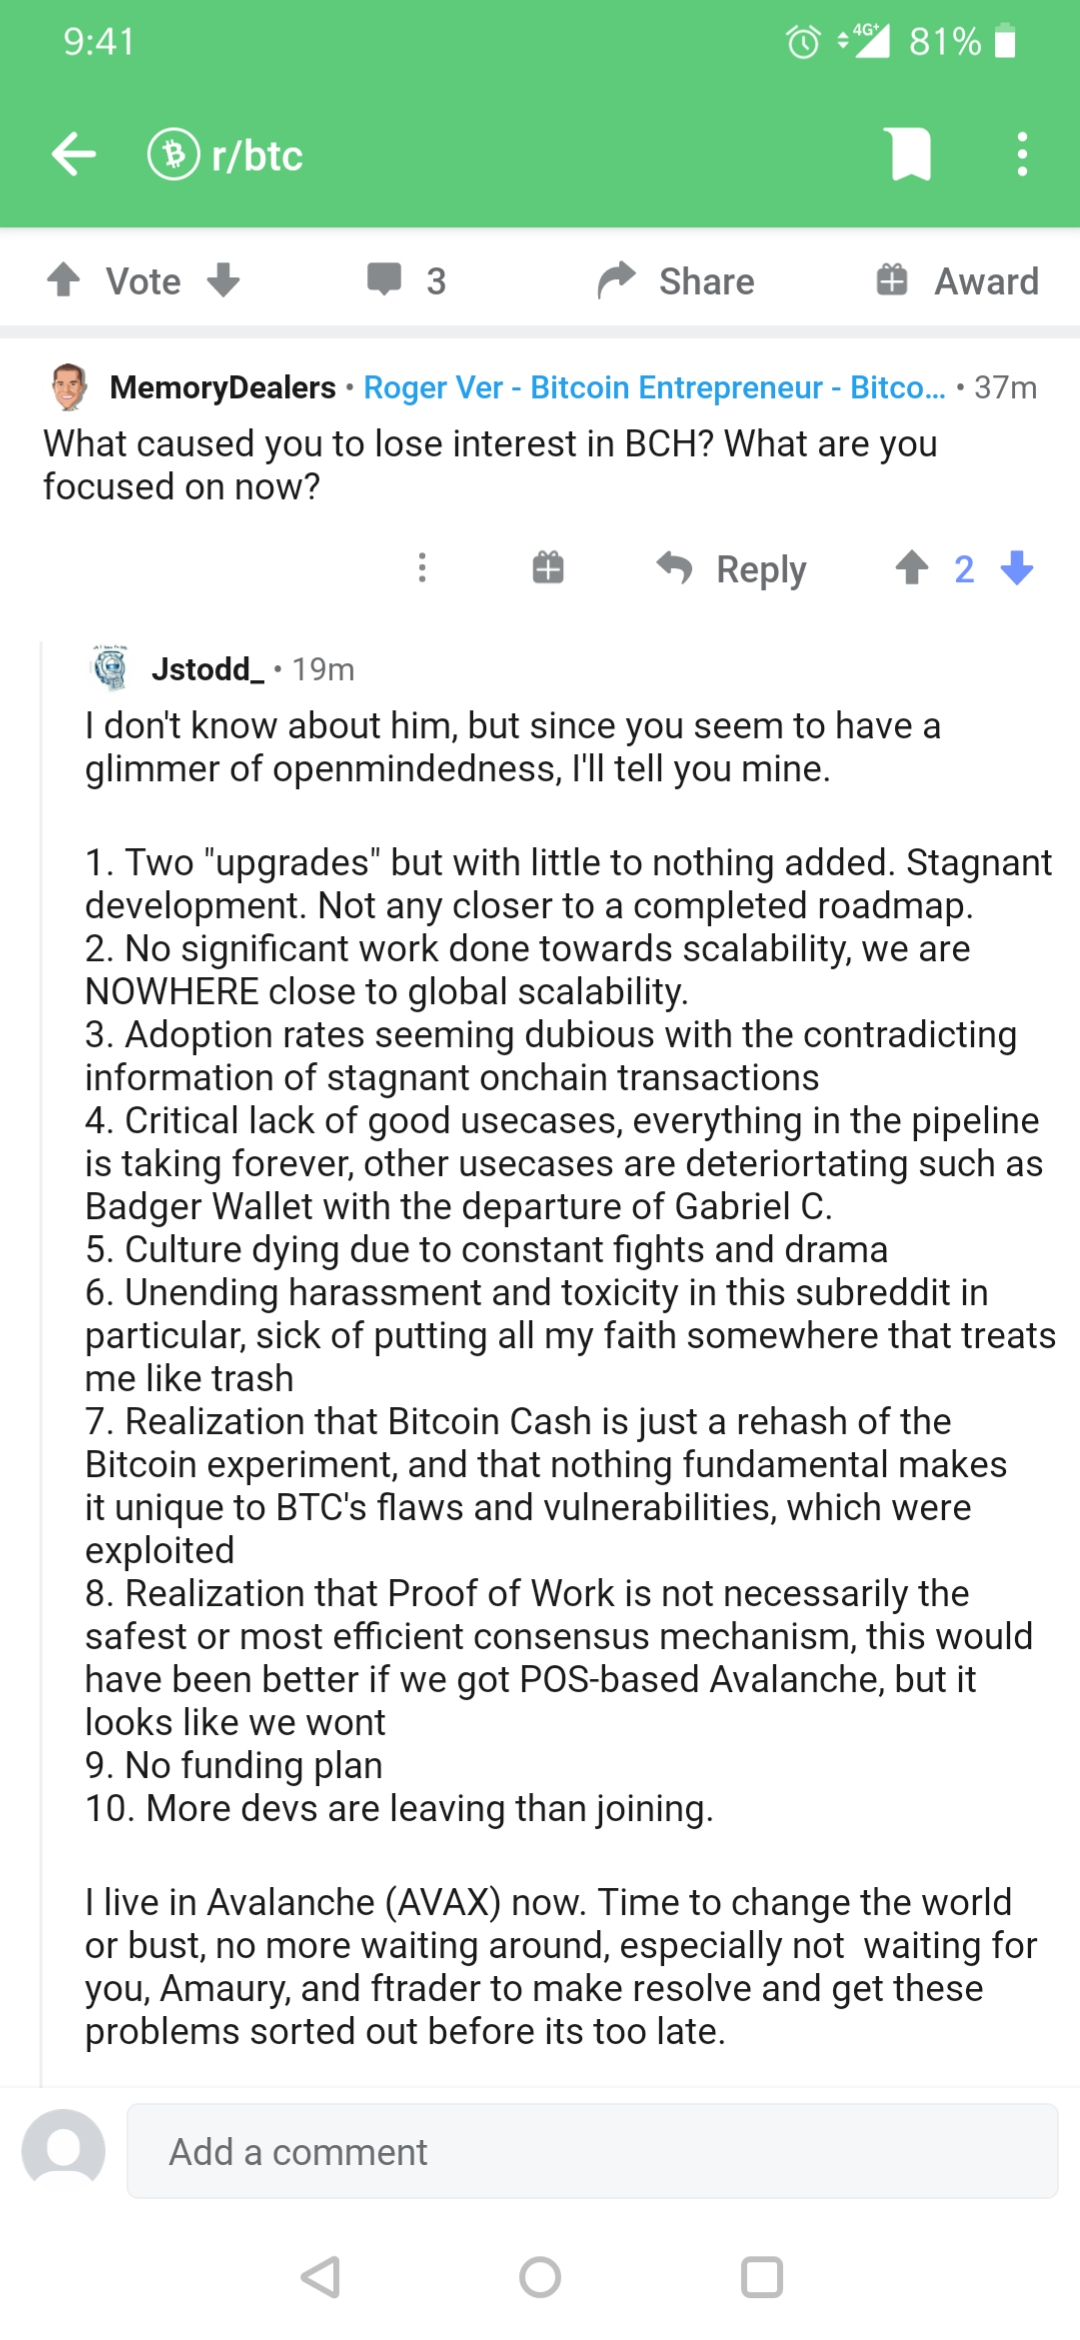 9:41
4G+ 81%
r/btc
Vote 3 Share Award
MemoryDealers • Roger Ver - Bitcoin Entrepreneur - Bitco... • 37m
What caused you to lose interest in BCH? What are you
focused on now?
Reply 2
Jstodd_ • 19m
I don't know about him, but since you seem to have a
glimmer of openmindedness, I'll tell you mine.
1. Two "upgrades" but with little to nothing added. Stagnant
development. Not any closer to a completed roadmap.
2. No significant work done towards scalability, we are
NOWHERE close to global scalability.
3. Adoption rates seeming dubious with the contradicting
information of stagnant onchain transactions
4. Critical lack of good usecases, everything in the pipeline
is taking forever, other usecases are deteriortating such as
Badger Wallet with the departure of Gabriel C.
5. Culture dying due to constant fights and drama
6. Unending harassment and toxicity in this subreddit in
particular, sick of putting all my faith somewhere that treats
me like trash
7. Realization that Bitcoin Cash is just a rehash of the
Bitcoin experiment, and that nothing fundamental makes
it unique to BTC's flaws and vulnerabilities, which were
exploited
8. Realization that Proof of Work is not necessarily the
safest or most efficient consensus mechanism, this would
have been better if we got POS-based Avalanche, but it
looks like we wont
9. No funding plan
10. More devs are leaving than joining.
I live in Avalanche (AVAX) now. Time to change the world
or bust, no more waiting around, especially not  waiting for
you, Amaury, and ftrader to make resolve and get these
problems sorted out before its too late.
Add a comment